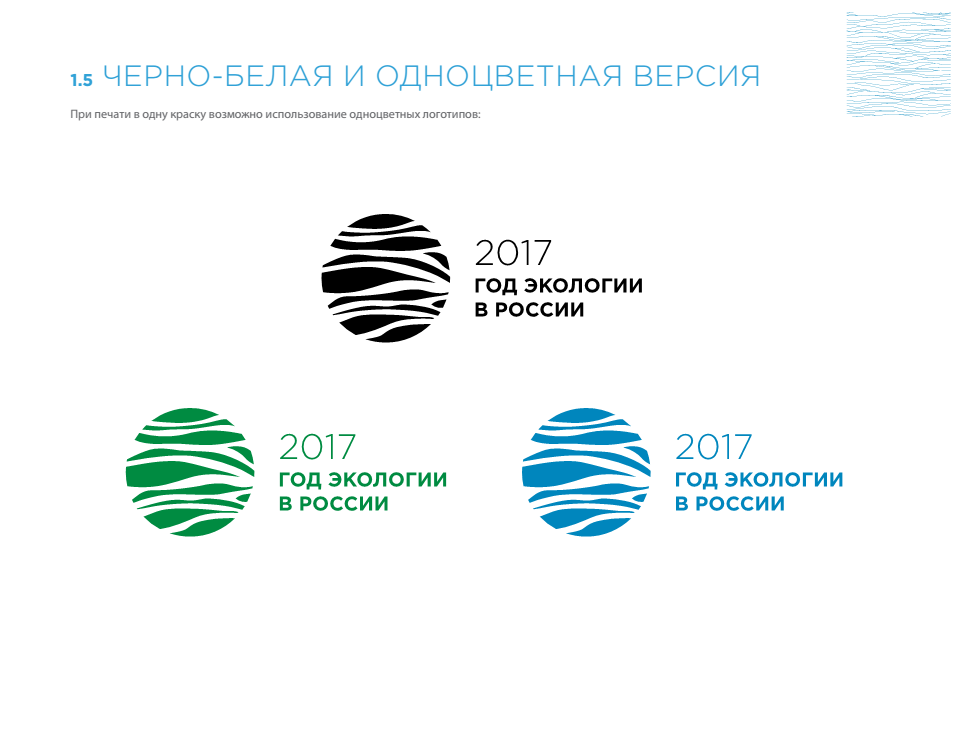 1.5 ЧЕРНО-БЕЛАЯ И ОДНОЦВЕТНАЯ ВЕРСИЯ
При печати в одну краску возможно использование одноцветных логотипов:
2017
ГОД ЭКОЛОГИИ
В РОССИИ
2017
ГОД ЭКОЛОГИИ
В РОССИИ
2017
ГОД ЭКОЛОГИИ
В РОССИИ